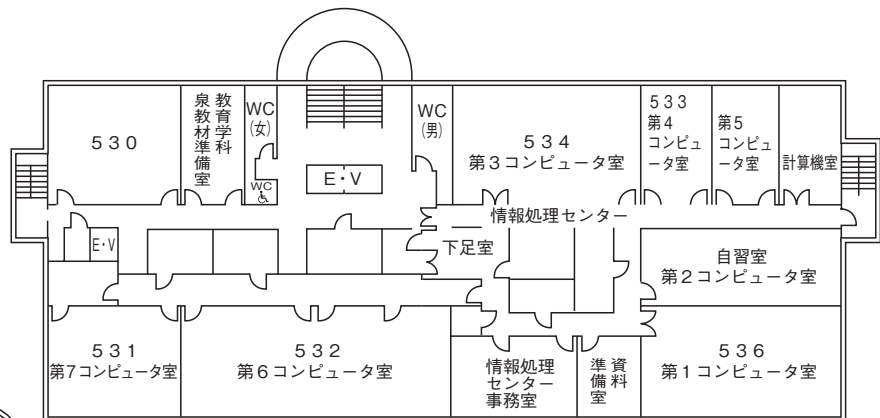 530
教育学科
泉教材準備室
WC
(女)
WC
E・V
WC
(男)
534
第3コンピュータ室
533
第4
コンピュ
ータ室
第5
コンピュ
ータ室
計算機室
情報処理センター
下足室
E・V
自習室
第2コンピュータ室
531
第7コンピュータ室
532
第6コンピュータ室
情報処理
センター
事務室
資料
準備室
536
第1コンピュータ室